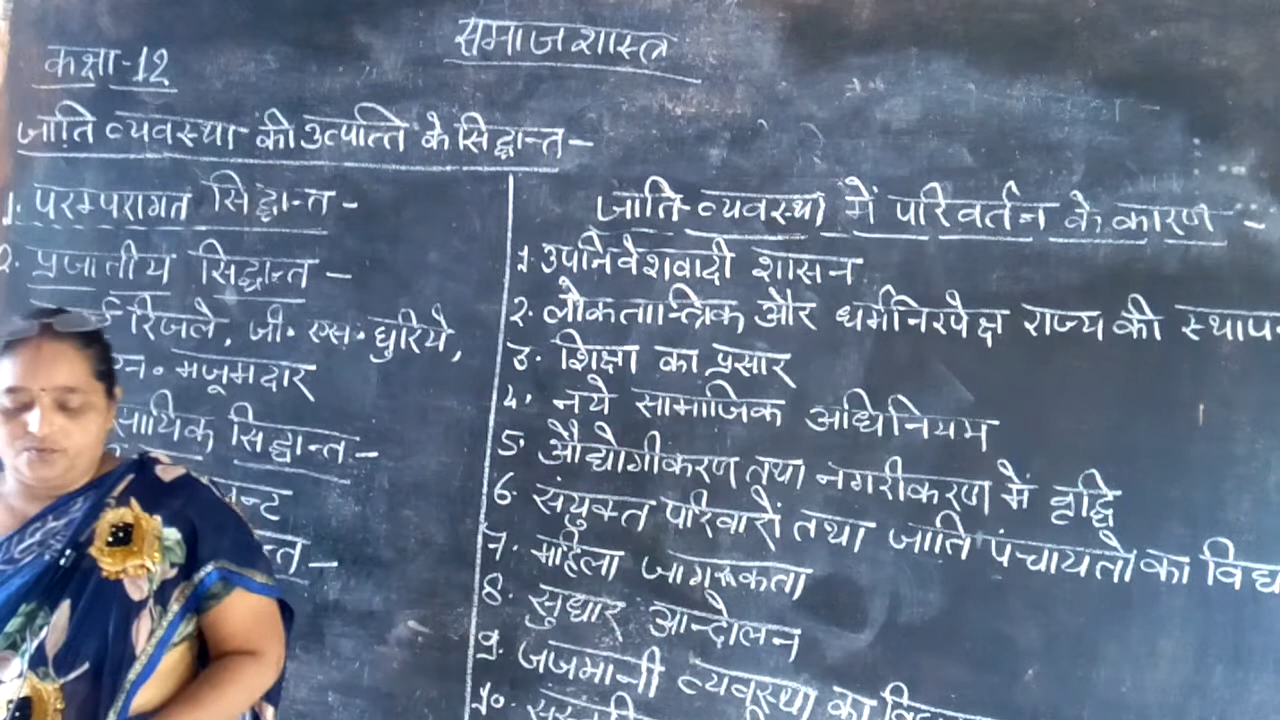 समाजशास्त्र
कक्षा-12
जाति व्यवस्था की उत्पत्ति के सिद्धान्त-
1. परम्परागत सिद्धान्त-
2. प्रजातीय सिद्धान्त-
रिजले, जी. एस. घुरिये,
एन. मजूमदार
सायिक सिद्धान्त-
जाति-व्यवस्था में परिवर्तन के कारण -
1. उपनिवेशवादी शासन
2. लोकतान्त्रिक और धर्मनिरपेक्ष राज्य की
3. शिक्षा का प्रसार
4. नये सामाजिक अधिनियम
5. औद्योगीकरण तथा नगरीकरण में वृद्धि
6. संयुक्त परिवारों तथा जाति पंचायतों का
7. महिला जागरूकता
8. सुधार आन्दोलन
9. जजमानी व्यवस्था का
10.